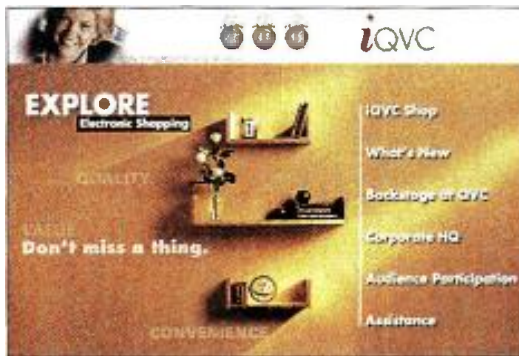 iQVC
EXPLORE
Electronic Shopping
QUALITY
VALUE
Don't miss a thing.
CONVENIENCE
iQVC Shop
What's New
Backstage at QVC
Corporate HQ
Audience Participation
Assistance